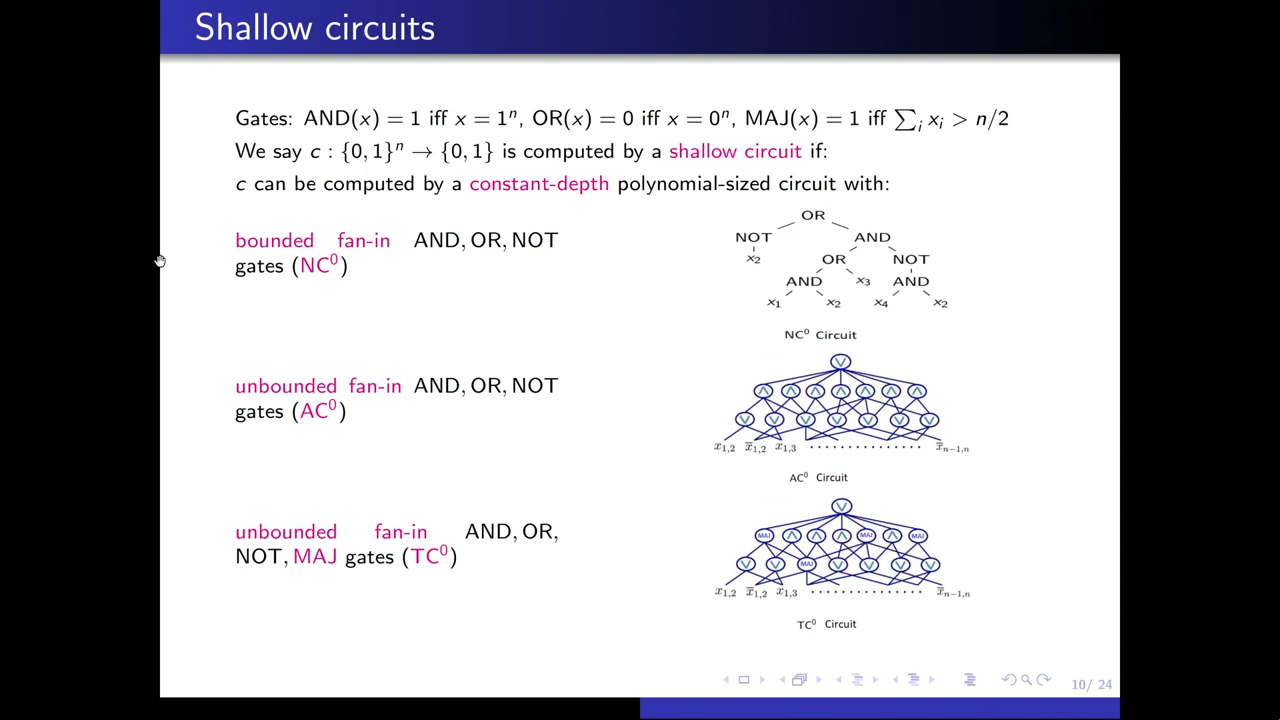 Shallow circuits
Gates: AND(x) = 1 iff x = 1ⁿ, OR(x) = 0 iff x = 0ⁿ, MAJ(x) = 1 iff ∑ᵢ xᵢ > n/2
We say c : {0, 1}ⁿ → {0, 1} is computed by a shallow circuit if:
c can be computed by a constant-depth polynomial-sized circuit with:
bounded fan-in AND, OR, NOT
gates (NC⁰)
OR
NOT AND
x₂ OR NOT
AND x₃ AND
x₁ x₂ x₄ x₂
NC⁰ Circuit
unbounded fan-in AND, OR, NOT
gates (AC⁰)
∨
∧ ∧ ∧ ∧ ∧ ∧ ∧
∨ ∨ ∨ ∨ ∨ ∨ ∨
x₁,₂ x̅₁,₂ x₁,₃ ·················· x̅ₙ₋₁,ₙ
AC⁰ Circuit
unbounded fan-in AND, OR,
NOT, MAJ gates (TC⁰)
∨
MAJ ∧ ∧ ∧ MAJ ∧ MAJ
∨ ∨ MAJ ∨ ∨ ∨ ∨
x₁,₂ x̅₁,₂ x₁,₃ ·················· x̅ₙ₋₁,ₙ
TC⁰ Circuit
10/ 24